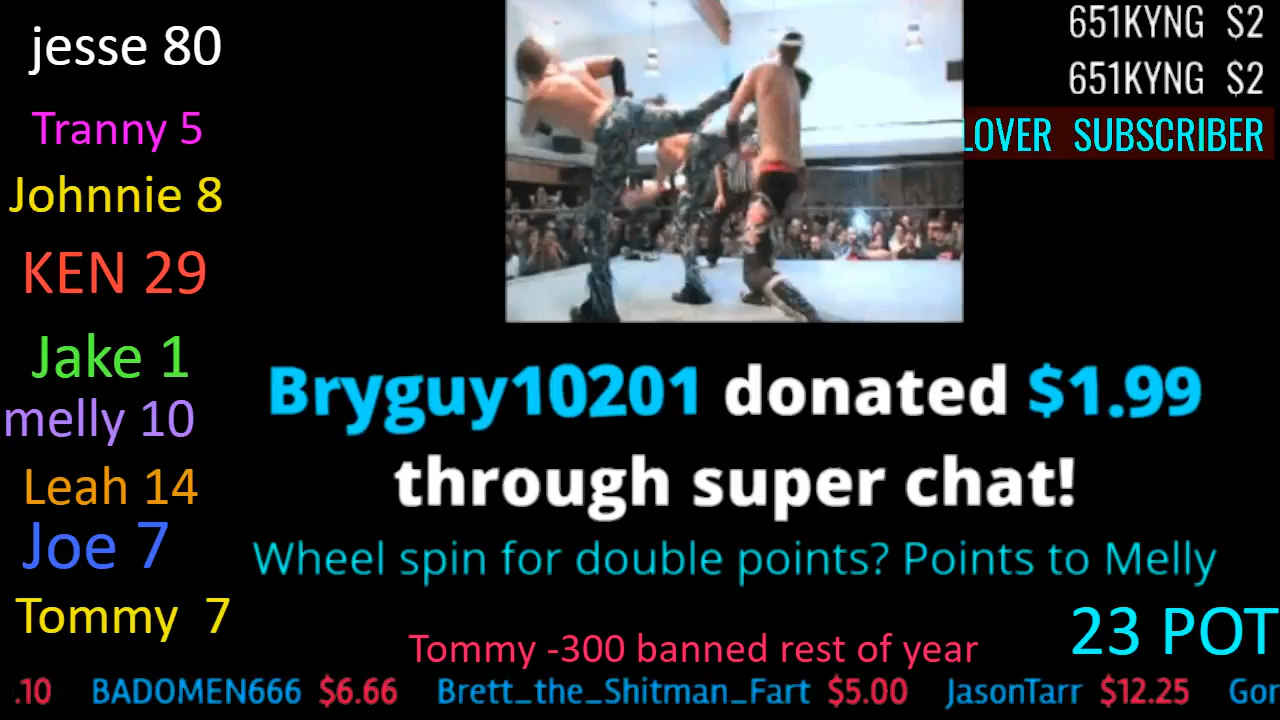 jesse 80
Tranny 5
Johnnie 8
KEN 29
Jake 1
melly 10
Leah 14
Joe 7
Tommy 7
651KYNG $2
651KYNG $2
LOVER SUBSCRIBER
Bryguy10201 donated $1.99
through super chat!
Wheel spin for double points? Points to Melly
23 POT
Tommy -300 banned rest of year
.10 BADOMEN666 $6.66 Brett_the_Shitman_Fart $5.00 JasonTarr $12.25 Gor